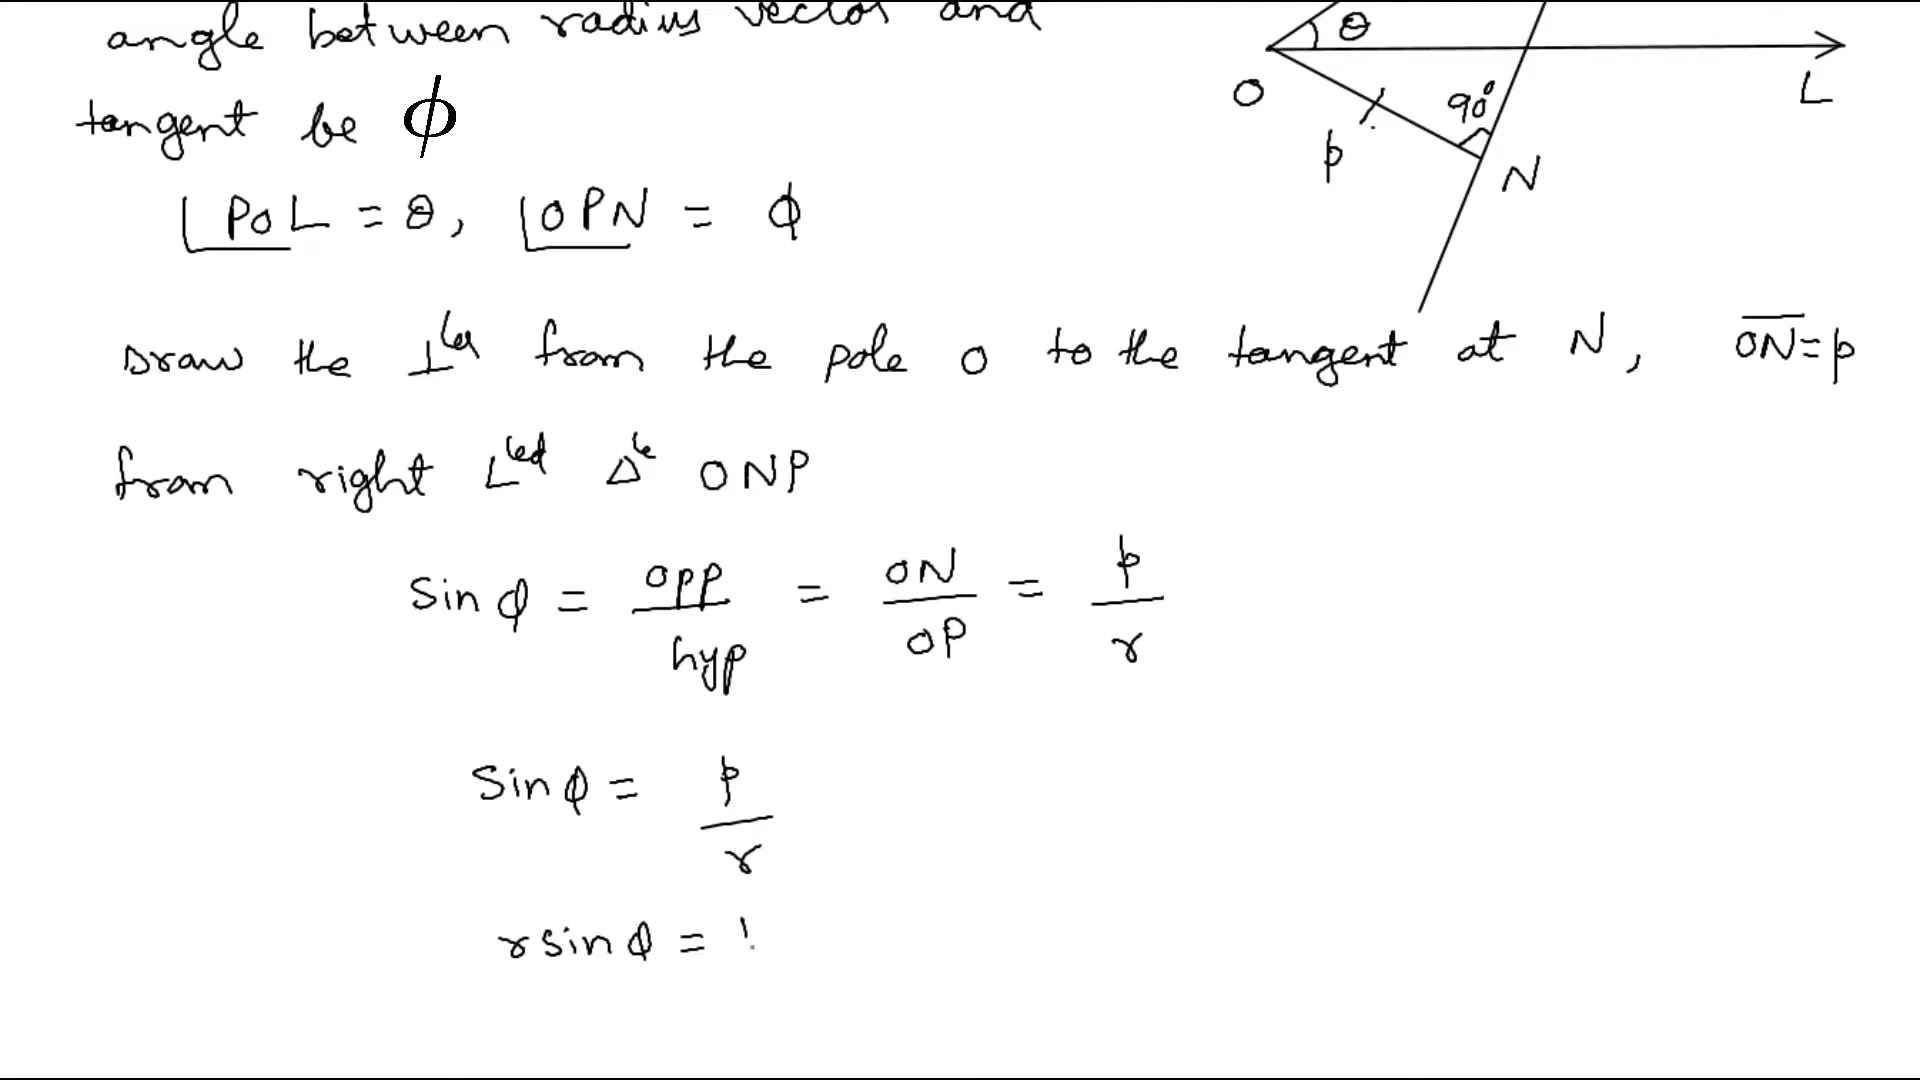 angle between radius vector and
tangent be ϕ
∠POL = θ, ∠OPN = ϕ
θ
O
L
90°
p
N
Draw the ⊥ler from the pole O to the tangent at N, ON̅ = p
from right ∠led Δle ONP
Sin ϕ = opp/hyp = ON/OP = p/r
Sin ϕ = p/r
r sin ϕ =